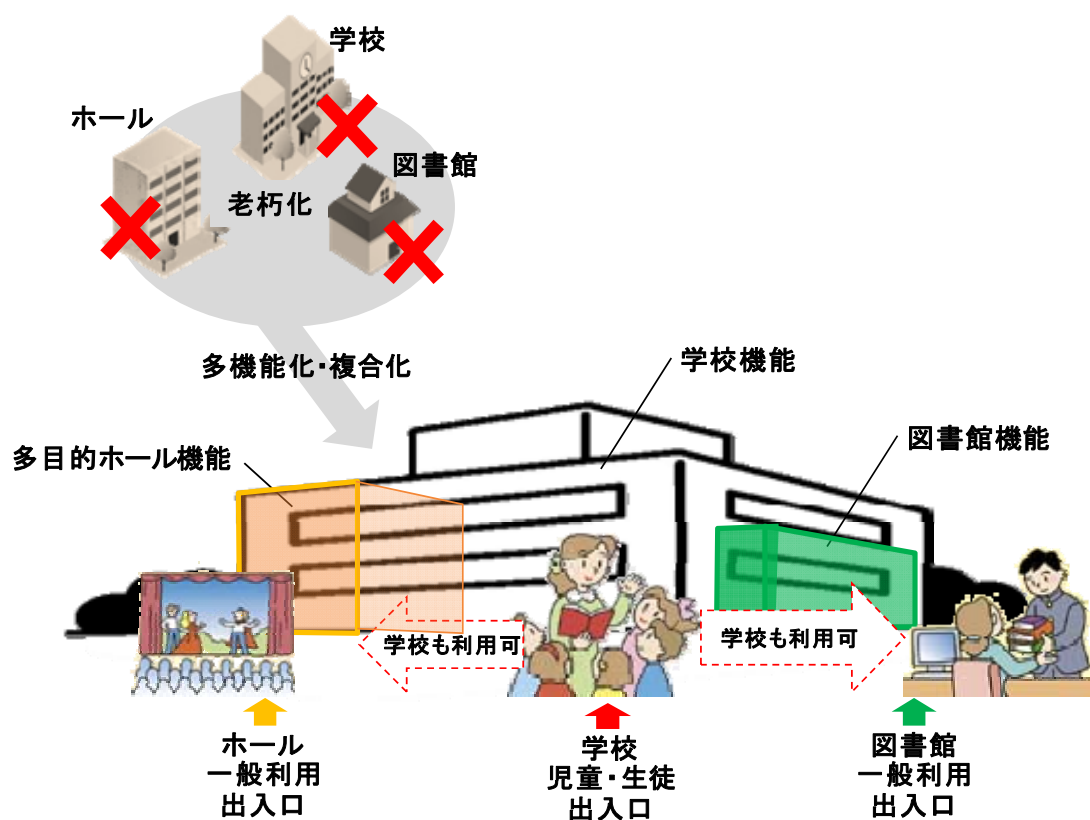 学校
ホール
図書館
老朽化
多機能化・複合化
学校機能
図書館機能
多目的ホール機能
学校も利用可
学校も利用可
ホール
一般利用
出入口
学校
児童・生徒
出入口
図書館
一般利用
出入口